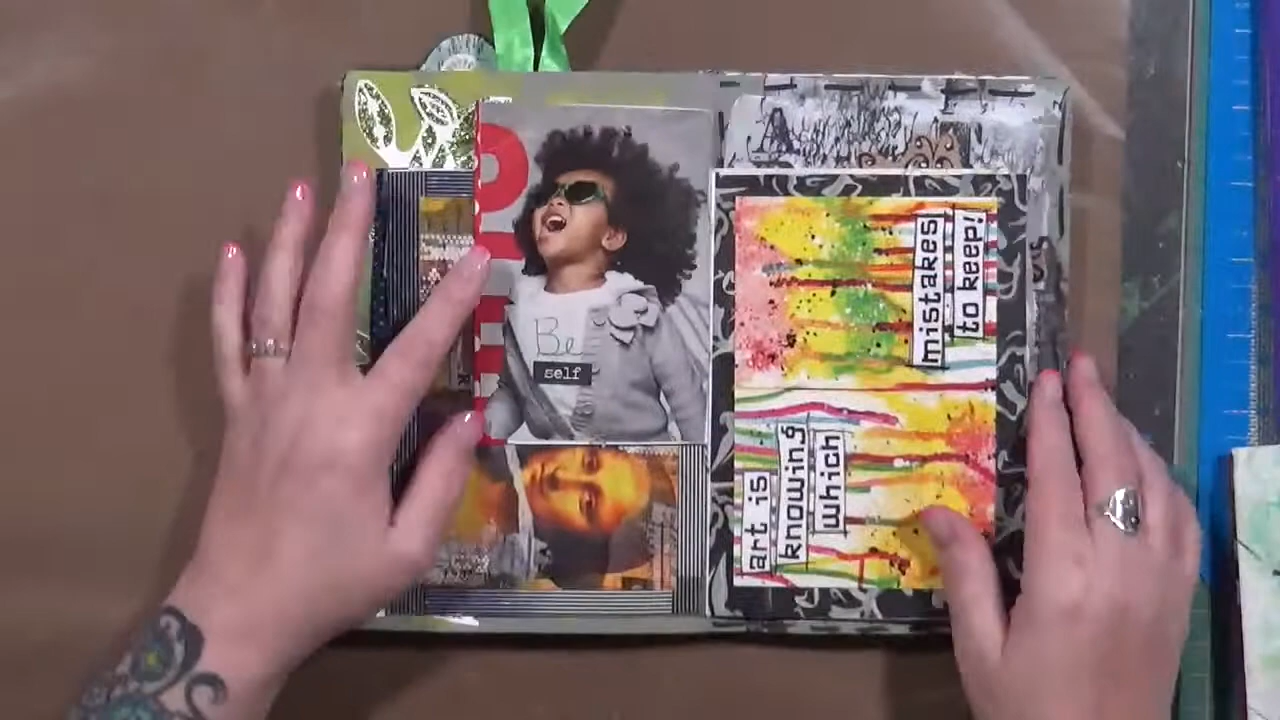 Be
self
art is
knowing
which
mistakes
to keep!